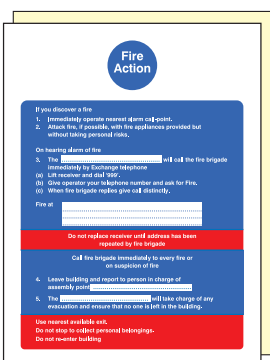 Fire
Action
If you discover a fire
1. Immediately operate nearest alarm call-point.
2. Attack fire, if possible, with fire appliances provided but
without taking personal risks.
On hearing alarm of fire
3. The ........ will call the fire brigade
immediately by Exchange telephone
(a) Lift receiver and dial '999'.
(b) Give operator your telephone number and ask for Fire.
(c) When fire brigade replies give call distinctly.
Fire at
Do not replace receiver until address has been
repeated by fire brigade
Call fire brigade immediately to every fire or
on suspicion of fire
4. Leave building and report to person in charge of
assembly point ........
5. The ........ will take charge of any
evacuation and ensure that no one is left in the building.
Use nearest available exit.
Do not stop to collect personal belongings.
Do not re-enter building